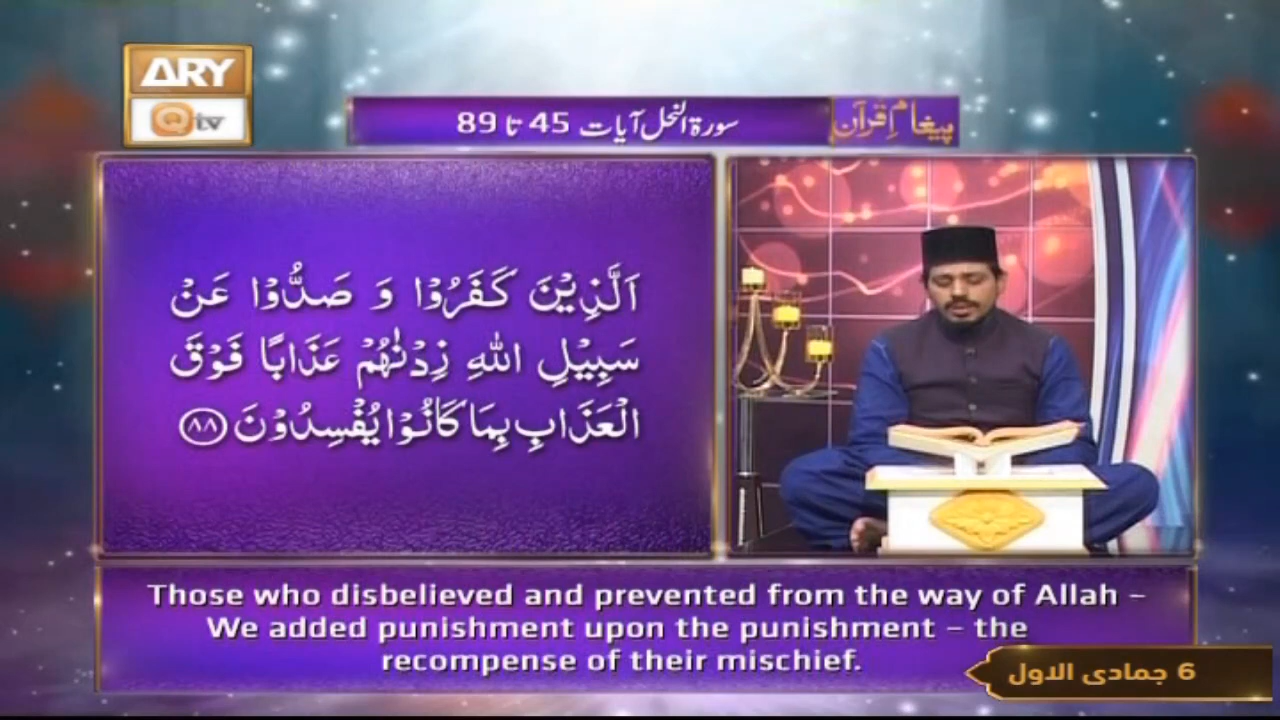 ARY
Qtv
پیغامِ قرآن
سورۃ النحل آیات 45 تا 89
اَلَّذِيْنَ كَفَرُوْا وَ صَدُّوْا عَنْ
سَبِيْلِ اللّٰهِ زِدْنٰهُمْ عَذَابًا فَوْقَ
الْعَذَابِ بِمَا كَانُوْا يُفْسِدُوْنَ ﴿۸۸﴾
Those who disbelieved and prevented from the way of Allah –
We added punishment upon the punishment – the
recompense of their mischief.
6 جمادی الاول